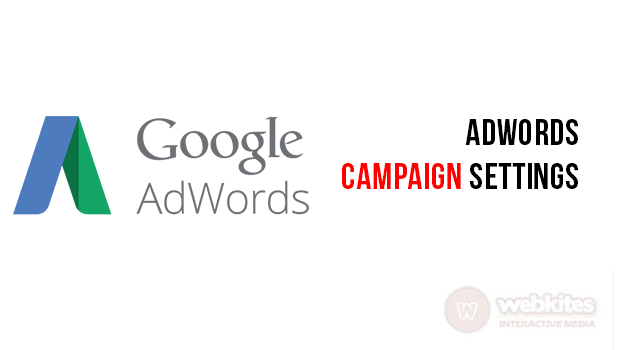 Google
AdWords
ADWORDS
CAMPAIGN SETTINGS
W
webkites
INTERACTIVE MEDIA